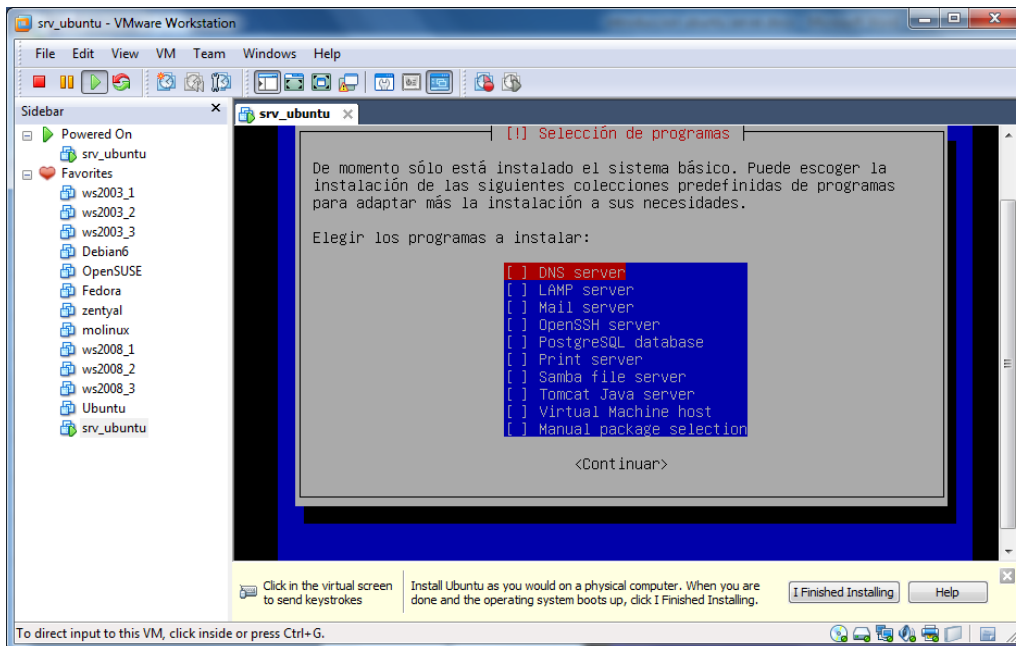 srv_ubuntu - VMware Workstation
File Edit View VM Team Windows Help
Sidebar
Powered On
srv_ubuntu
Favorites
ws2003_1
ws2003_2
ws2003_3
Debian6
OpenSUSE
Fedora
zentyal
molinux
ws2008_1
ws2008_2
ws2008_3
Ubuntu
srv_ubuntu
srv_ubuntu
[!] Selección de programas
De momento sólo está instalado el sistema básico. Puede escoger la
instalación de las siguientes colecciones predefinidas de programas
para adaptar más la instalación a sus necesidades.
Elegir los programas a instalar:
[ ] DNS server
[ ] LAMP server
[ ] Mail server
[ ] OpenSSH server
[ ] PostgreSQL database
[ ] Print server
[ ] Samba file server
[ ] Tomcat Java server
[ ] Virtual Machine host
[ ] Manual package selection
<Continuar>
Click in the virtual screen
to send keystrokes
Install Ubuntu as you would on a physical computer. When you are
done and the operating system boots up, click I Finished Installing.
I Finished Installing
Help
To direct input to this VM, click inside or press Ctrl+G.